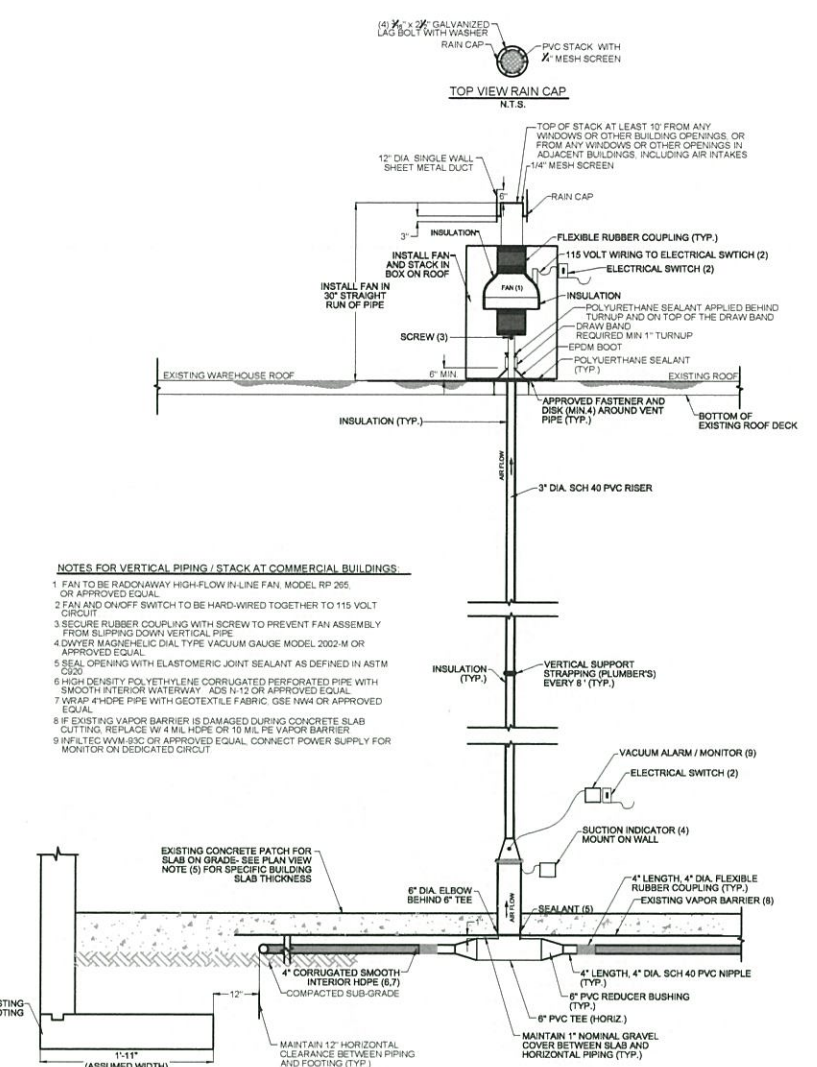 (4) 3/16" x 2 1/2" GALVANIZED
LAG BOLT WITH WASHER
RAIN CAP
PVC STACK WITH
1/4" MESH SCREEN
TOP VIEW RAIN CAP
N.T.S.
TOP OF STACK AT LEAST 10' FROM ANY
WINDOWS OR OTHER BUILDING OPENINGS, OR
FROM ANY WINDOWS OR OTHER OPENINGS IN
ADJACENT BUILDINGS, INCLUDING AIR INTAKES
1/4" MESH SCREEN
12" DIA SINGLE WALL
SHEET METAL DUCT
6"
RAIN CAP
3"
INSULATION
FLEXIBLE RUBBER COUPLING (TYP.)
INSTALL FAN
AND STACK IN
BOX ON ROOF
115 VOLT WIRING TO ELECTRICAL SWTICH (2)
ELECTRICAL SWITCH (2)
INSTALL FAN IN
30" STRAIGHT
RUN OF PIPE
FAN (1)
INSULATION
POLYURETHANE SEALANT APPLIED BEHIND
TURNUP AND ON TOP OF THE DRAW BAND
DRAW BAND
REQUIRED MIN 1" TURNUP
SCREW (3)
EPDM BOOT
POLYUERTHANE SEALANT
(TYP.)
6" MIN.
EXISTING WAREHOUSE ROOF
EXISTING ROOF
APPROVED FASTENER AND
DISK (MIN.4) AROUND VENT
PIPE (TYP.)
BOTTOM OF
EXISTING ROOF DECK
INSULATION (TYP.)
AIR FLOW
3" DIA. SCH 40 PVC RISER
NOTES FOR VERTICAL PIPING / STACK AT COMMERCIAL BUILDINGS:
1 FAN TO BE RADONAWAY HIGH-FLOW IN-LINE FAN, MODEL RP 265,
OR APPROVED EQUAL
2 FAN AND ON/OFF SWITCH TO BE HARD-WIRED TOGETHER TO 115 VOLT
CIRCUIT
3 SECURE RUBBER COUPLING WITH SCREW TO PREVENT FAN ASSEMBLY
FROM SLIPPING DOWN VERTICAL PIPE
4 DWYER MAGNEHELIC DIAL TYPE VACUUM GAUGE MODEL 2002-M OR
APPROVED EQUAL
5 SEAL OPENING WITH ELASTOMERIC JOINT SEALANT AS DEFINED IN ASTM
C920
6 HIGH DENSITY POLYETHYLENE CORRUGATED PERFORATED PIPE WITH
SMOOTH INTERIOR WATERWAY ADS N-12 OR APPROVED EQUAL
7 WRAP 4"HDPE PIPE WITH GEOTEXTILE FABRIC, GSE NW4 OR APPROVED
EQUAL
8 IF EXISTING VAPOR BARRIER IS DAMAGED DURING CONCRETE SLAB
CUTTING, REPLACE W/ 4 MIL HDPE OR 10 MIL PE VAPOR BARRIER
9 INFILTEC WVM-93C OR APPROVED EQUAL, CONNECT POWER SUPPLY FOR
MONITOR ON DEDICATED CIRCUT
INSULATION
(TYP.)
VERTICAL SUPPORT
STRAPPING (PLUMBER'S)
EVERY 8 ' (TYP.)
VACUUM ALARM / MONITOR (9)
ELECTRICAL SWITCH (2)
SUCTION INDICATOR (4)
MOUNT ON WALL
EXISTING CONCRETE PATCH FOR
SLAB ON GRADE- SEE PLAN VIEW
NOTE (5) FOR SPECIFIC BUILDING
SLAB THICKNESS
6" DIA. ELBOW
BEHIND 6" TEE
AIR FLOW
SEALANT (5)
4" LENGTH, 4" DIA. FLEXIBLE
RUBBER COUPLING (TYP.)
EXISTING VAPOR BARRIER (8)
1"
4" CORRUGATED SMOOTH
INTERIOR HDPE (6,7)
COMPACTED SUB-GRADE
4" LENGTH, 4" DIA. SCH 40 PVC NIPPLE
(TYP.)
6" PVC REDUCER BUSHING
(TYP.)
6" PVC TEE (HORIZ.)
12"
MAINTAIN 12" HORIZONTAL
CLEARANCE BETWEEN PIPING
AND FOOTING (TYP.)
MAINTAIN 1" NOMINAL GRAVEL
COVER BETWEEN SLAB AND
HORIZONTAL PIPING (TYP.)
1'-11"
(ASSUMED WIDTH)